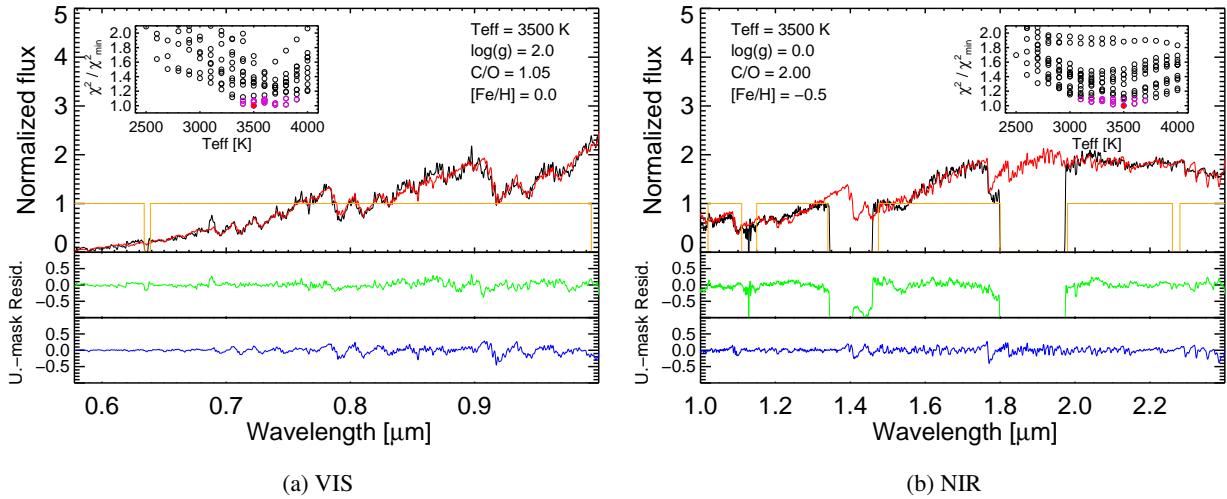 5
4
3
2
1
0
Normalized flux
2.0
1.8
1.6
1.4
1.2
1.0
χ² / χ²min
2500 3000 3500 4000
Teff [K]
Teff = 3500 K
log(g) = 2.0
C/O = 1.05
[Fe/H] = 0.0
0.5
0.0
−0.5
Resid.
0.5
0.0
−0.5
U.−mask
0.6 0.7 0.8 0.9
Wavelength [μm]
(a) VIS
5
4
3
2
1
0
Normalized flux
Teff = 3500 K
log(g) = 0.0
C/O = 2.00
[Fe/H] = −0.5
2.0
1.8
1.6
1.4
1.2
1.0
χ² / χ²min
2500 3000 3500 4000
Teff [K]
0.5
0.0
−0.5
Resid.
0.5
0.0
−0.5
U.−mask
1.0 1.2 1.4 1.6 1.8 2.0 2.2
Wavelength [μm]
(b) NIR